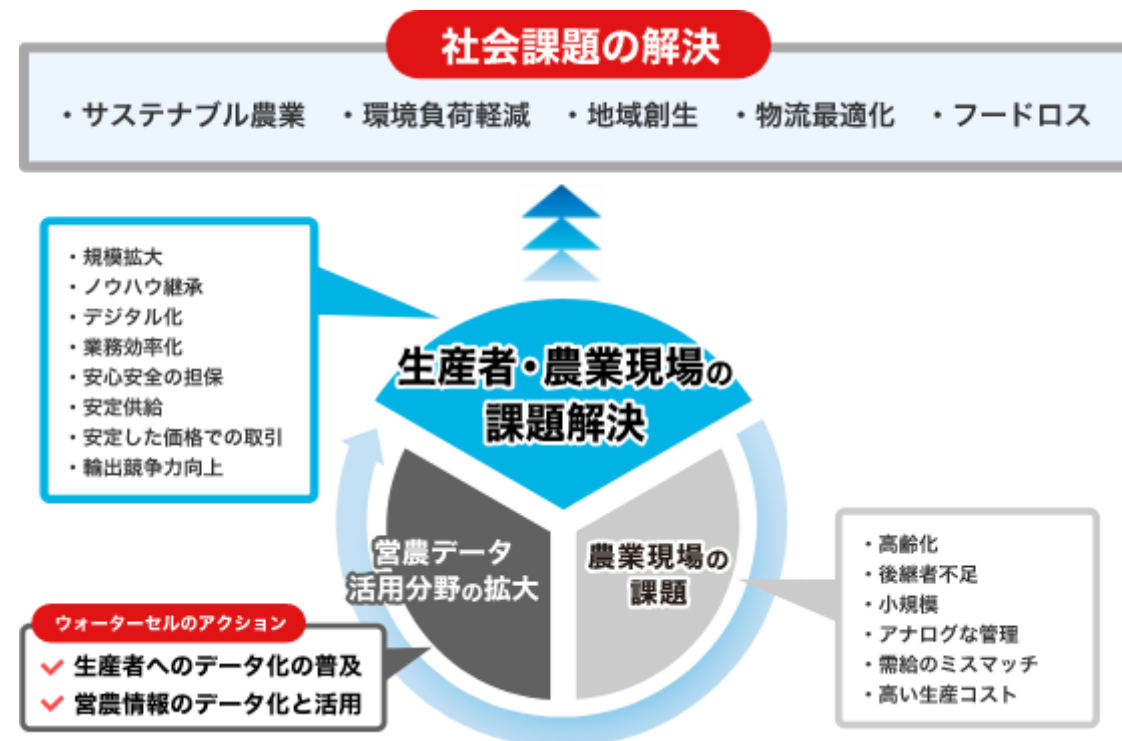 社会課題の解決
・サステナブル農業 ・環境負荷軽減 ・地域創生 ・物流最適化 ・フードロス
・規模拡大
・ノウハウ継承
・デジタル化
・業務効率化
・安心安全の担保
・安定供給
・安定した価格での取引
・輸出競争力向上
生産者・農業現場の
課題解決
営農データ
活用分野の拡大
農業現場の
課題
・高齢化
・後継者不足
・小規模
・アナログな管理
・需給のミスマッチ
・高い生産コスト
ウォーターセルのアクション
生産者へのデータ化の普及
営農情報のデータ化と活用